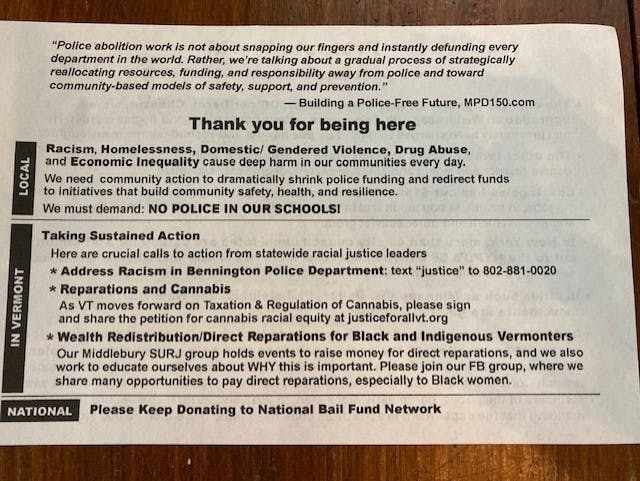 “Police abolition work is not about snapping our fingers and instantly defunding every
department in the world. Rather, we’re talking about a gradual process of strategically
reallocating resources, funding, and responsibility away from police and toward
community-based models of safety, support, and prevention.”
— Building a Police-Free Future, MPD150.com
Thank you for being here
LOCAL
Racism, Homelessness, Domestic/ Gendered Violence, Drug Abuse,
and Economic Inequality cause deep harm in our communities every day.
We need community action to dramatically shrink police funding and redirect funds
to initiatives that build community safety, health, and resilience.
We must demand: NO POLICE IN OUR SCHOOLS!
IN VERMONT
Taking Sustained Action
Here are crucial calls to action from statewide racial justice leaders
* Address Racism in Bennington Police Department: text “justice” to 802-881-0020
* Reparations and Cannabis
As VT moves forward on Taxation & Regulation of Cannabis, please sign
and share the petition for cannabis racial equity at justiceforallvt.org
* Wealth Redistribution/Direct Reparations for Black and Indigenous Vermonters
Our Middlebury SURJ group holds events to raise money for direct reparations, and we also
work to educate ourselves about WHY this is important. Please join our FB group, where we
share many opportunities to pay direct reparations, especially to Black women.
NATIONAL Please Keep Donating to National Bail Fund Network